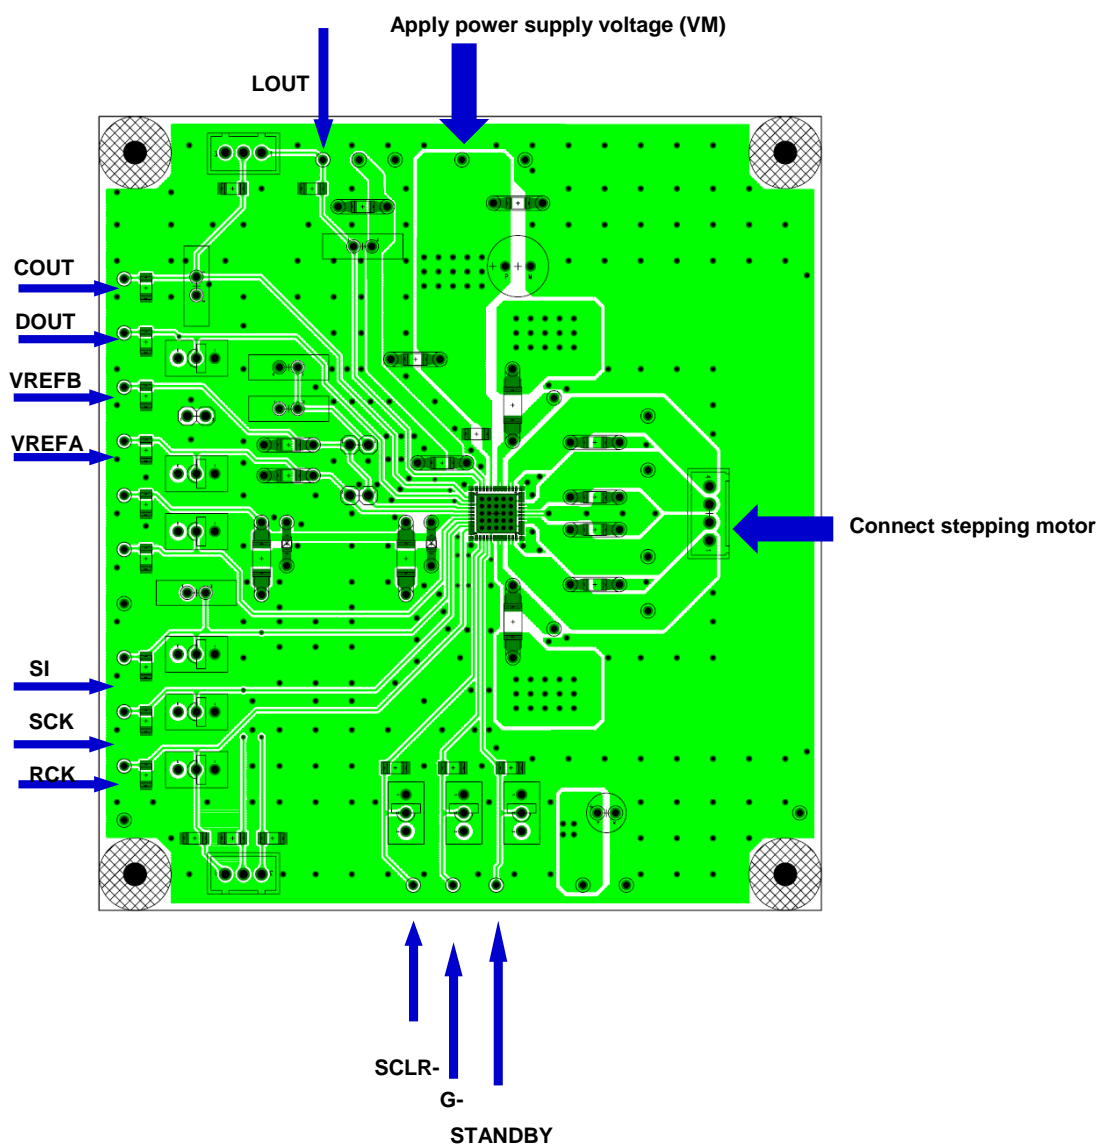 Apply power supply voltage (VM)
LOUT
COUT
DOUT
VREFB
VREFA
Connect stepping motor
SI
SCK
RCK
SCLR-
G-
STANDBY